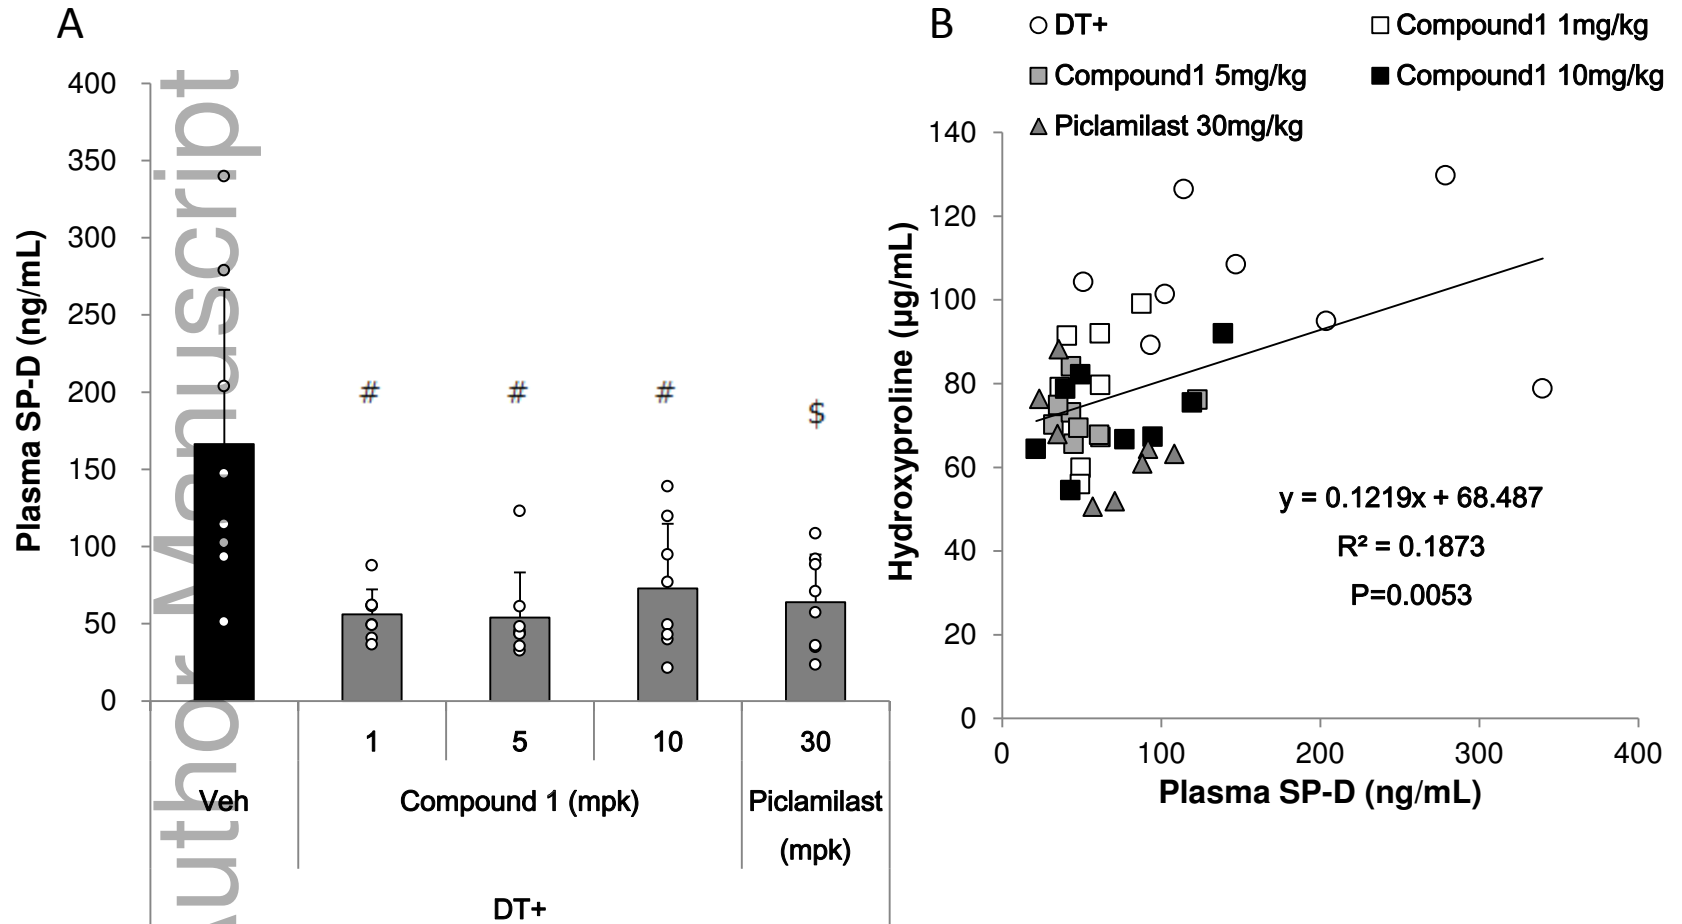 A
Plasma SP-D (ng/mL)
400
350
300
250
200
150
100
50
0
#
#
#
$
1
5
10
30
Veh
Compound 1 (mpk)
Piclamilast
(mpk)
DT+
Author Manuscript
B
DT+
Compound1 1mg/kg
Compound1 5mg/kg
Compound1 10mg/kg
Piclamilast 30mg/kg
Hydroxyproline (µg/mL)
140
120
100
80
60
40
20
0
y = 0.1219x + 68.487
R² = 0.1873
P=0.0053
0
100
200
300
400
Plasma SP-D (ng/mL)